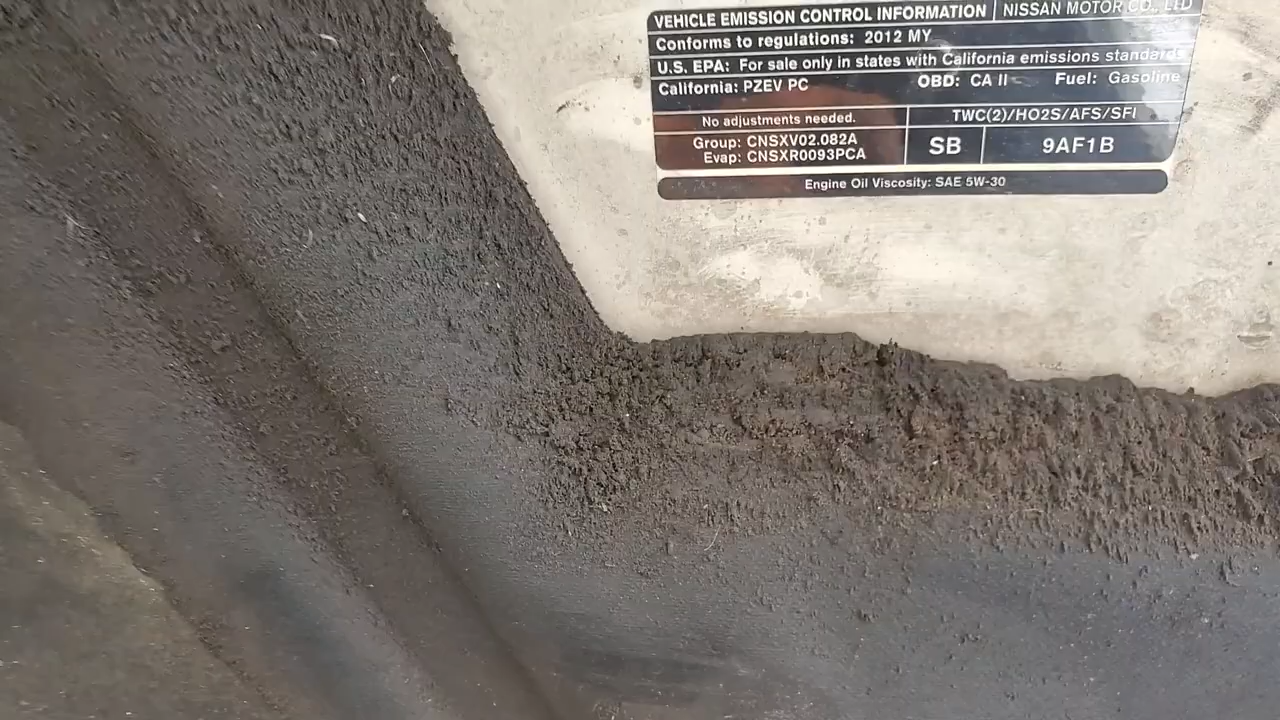 VEHICLE EMISSION CONTROL INFORMATION NISSAN MOTOR CO., LTD
Conforms to regulations: 2012 MY
U.S. EPA: For sale only in states with California emissions standards
California: PZEV PC OBD: CA II Fuel: Gasoline
No adjustments needed. TWC(2)/HO2S/AFS/SFI
Group: CNSXV02.082A
Evap: CNSXR0093PCA
SB 9AF1B
Engine Oil Viscosity: SAE 5W-30